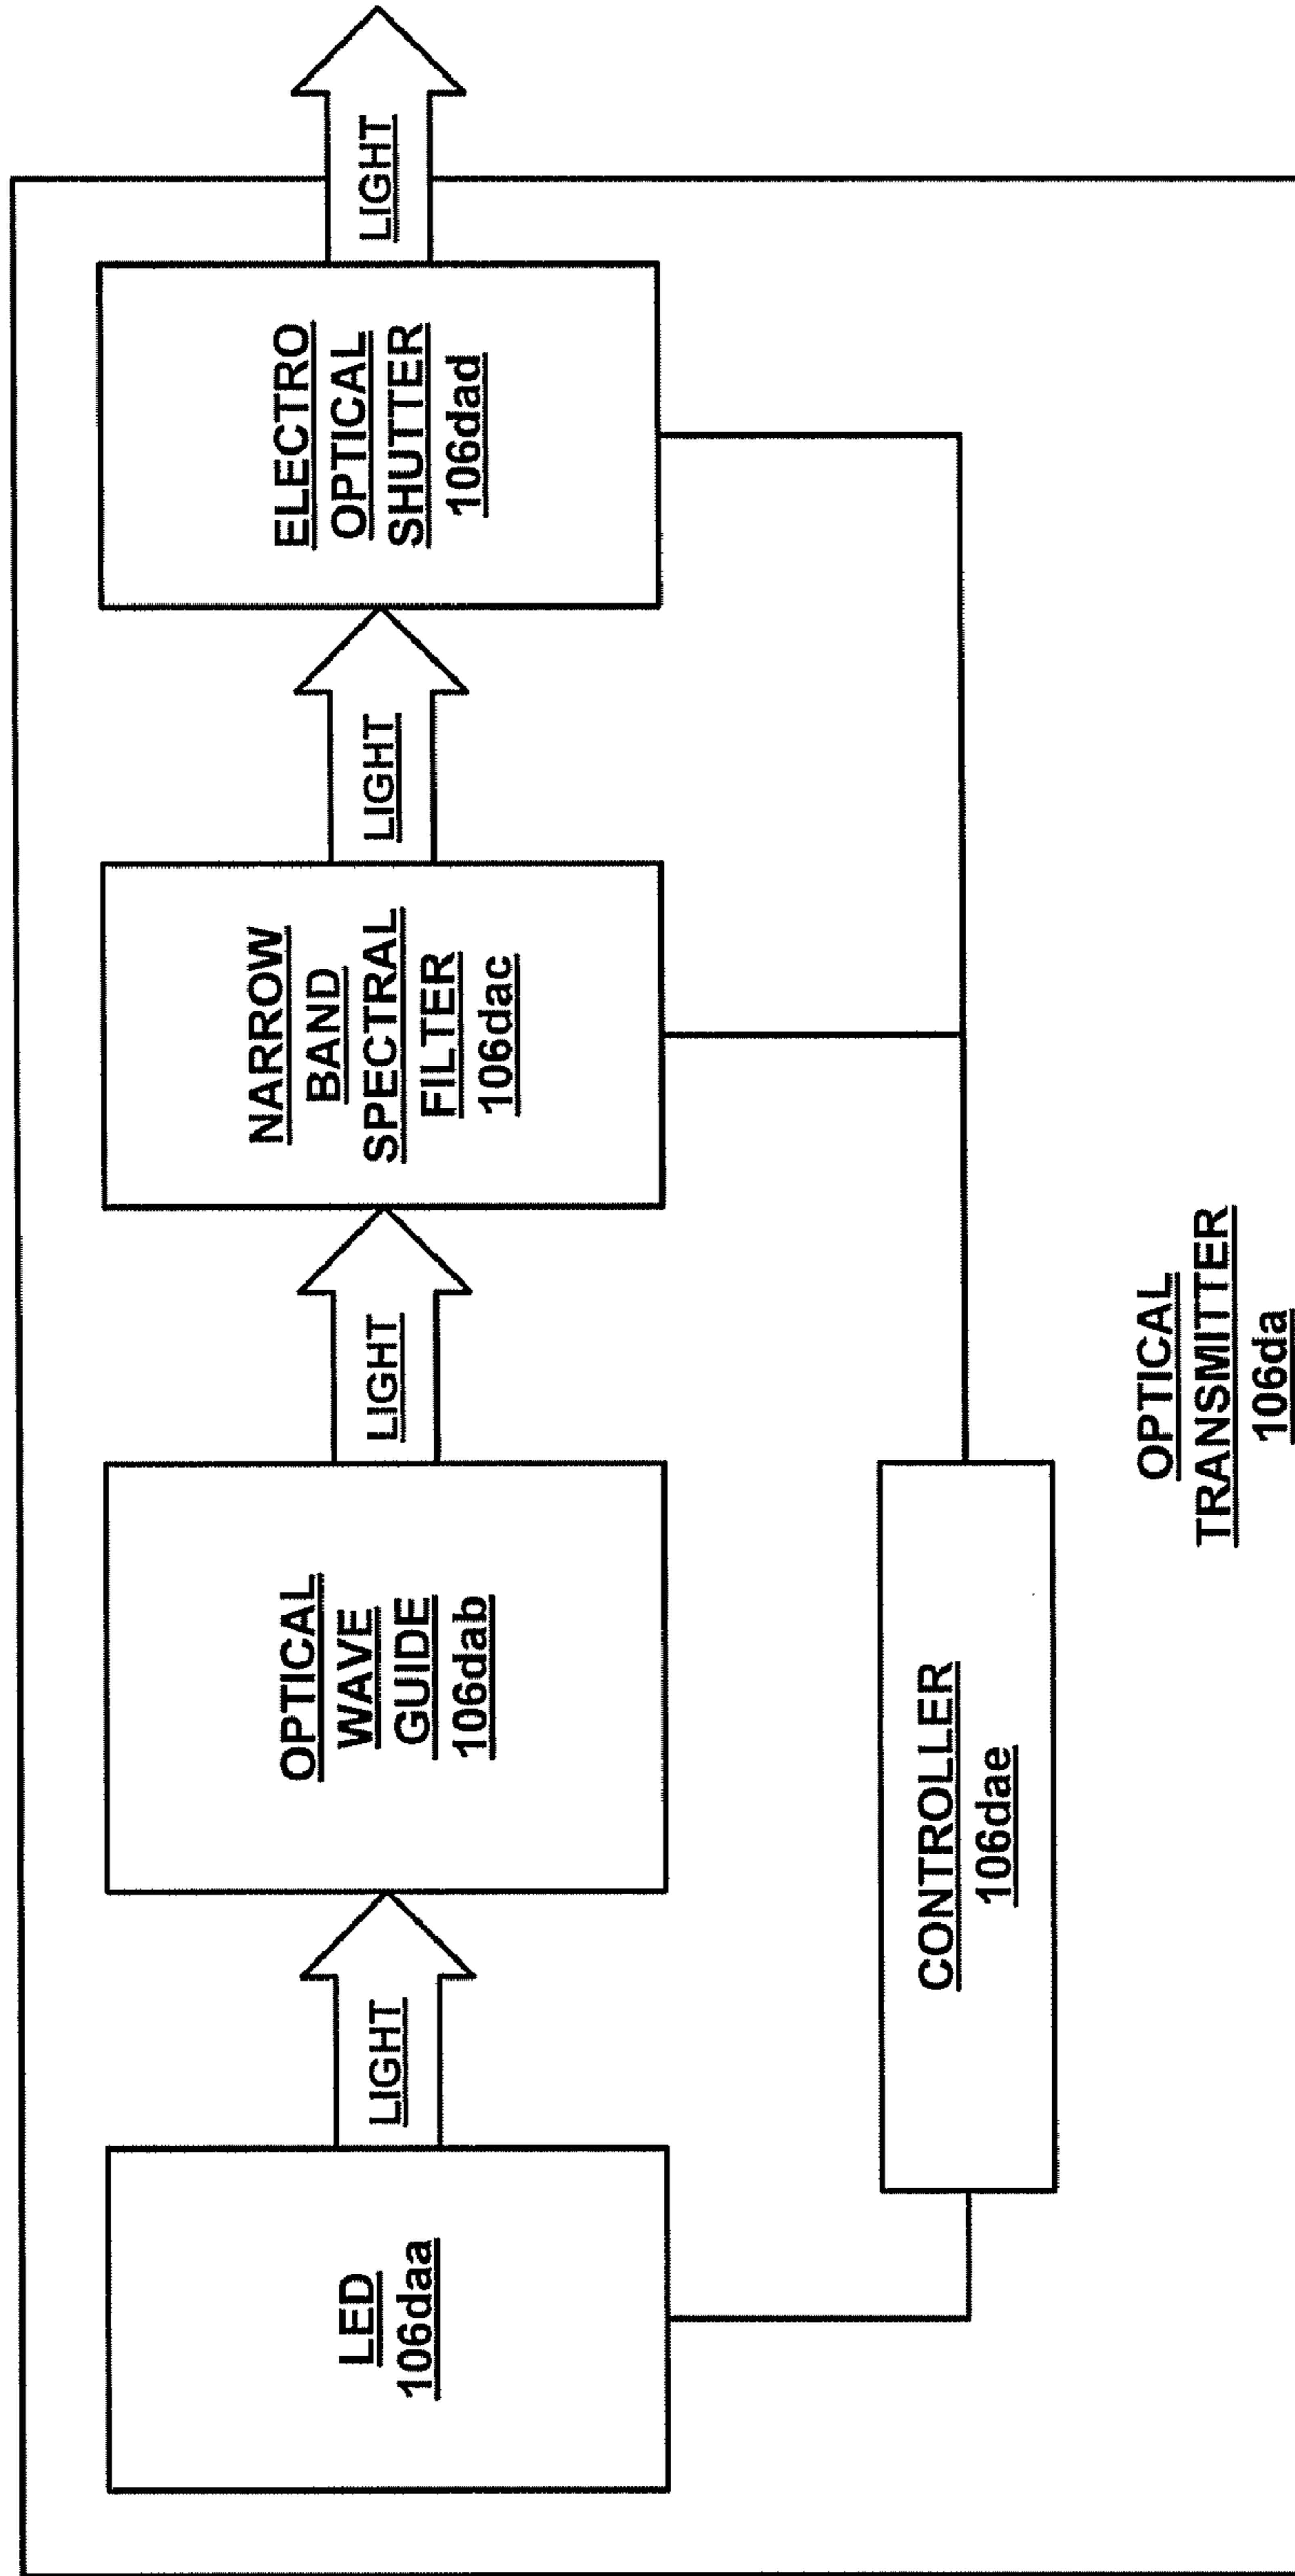 LED
106daa
LIGHT
OPTICAL
WAVE
GUIDE
106dab
LIGHT
NARROW
BAND
SPECTRAL
FILTER
106dac
LIGHT
ELECTRO
OPTICAL
SHUTTER
106dad
LIGHT
CONTROLLER
106dae
OPTICAL
TRANSMITTER
106da